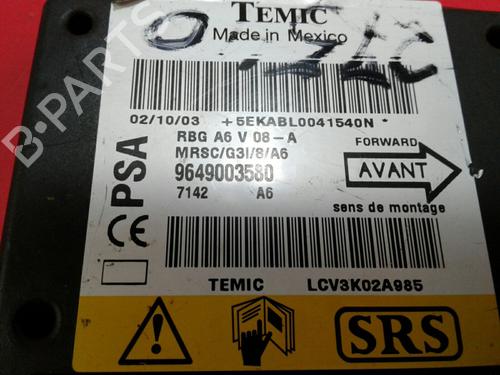 TEMIC
Made in Mexico
02/10/03 +5EKABL0041540N*
RBG A6 V 08-A
MRSC/G3I/8/A6
9649003580
7142 A6
PSA
CE
FORWARD
AVANT
sens de montage
TEMIC LCV3K02A985
SRS